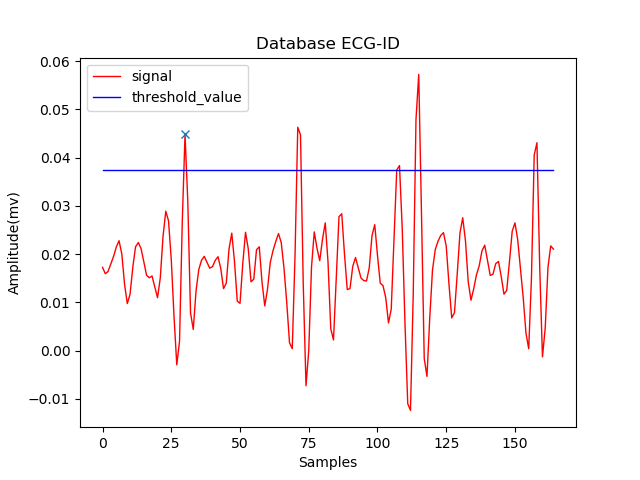 Database ECG-ID
signal
threshold_value
Amplitude(mv)
0.06
0.05
0.04
0.03
0.02
0.01
0.00
−0.01
0 25 50 75 100 125 150
Samples